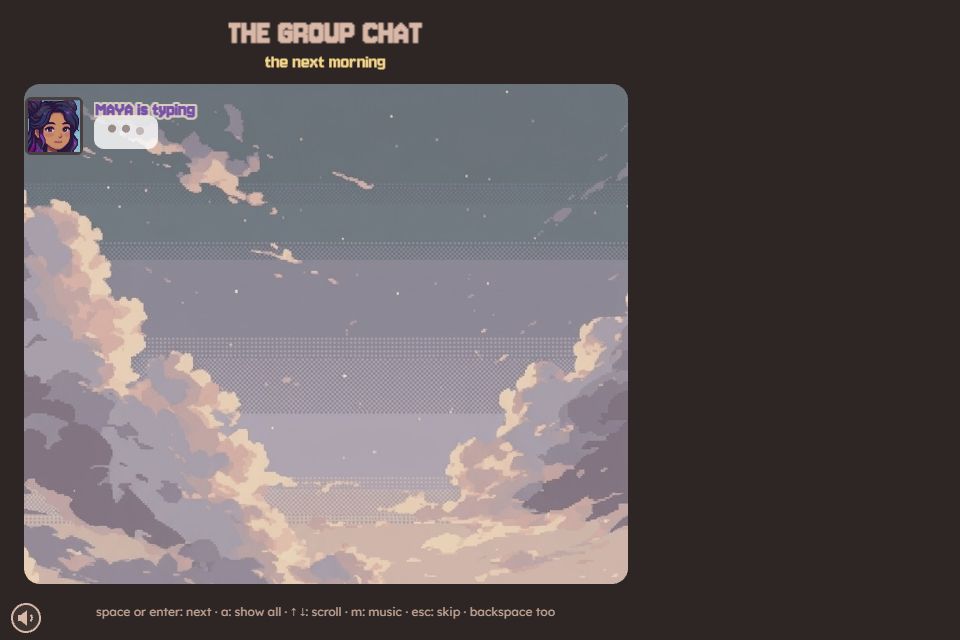 THE GROUP CHAT
the next morning
MAYA is typing
space or enter: next · a: show all · ↑ ↓: scroll · m: music · esc: skip · backspace too